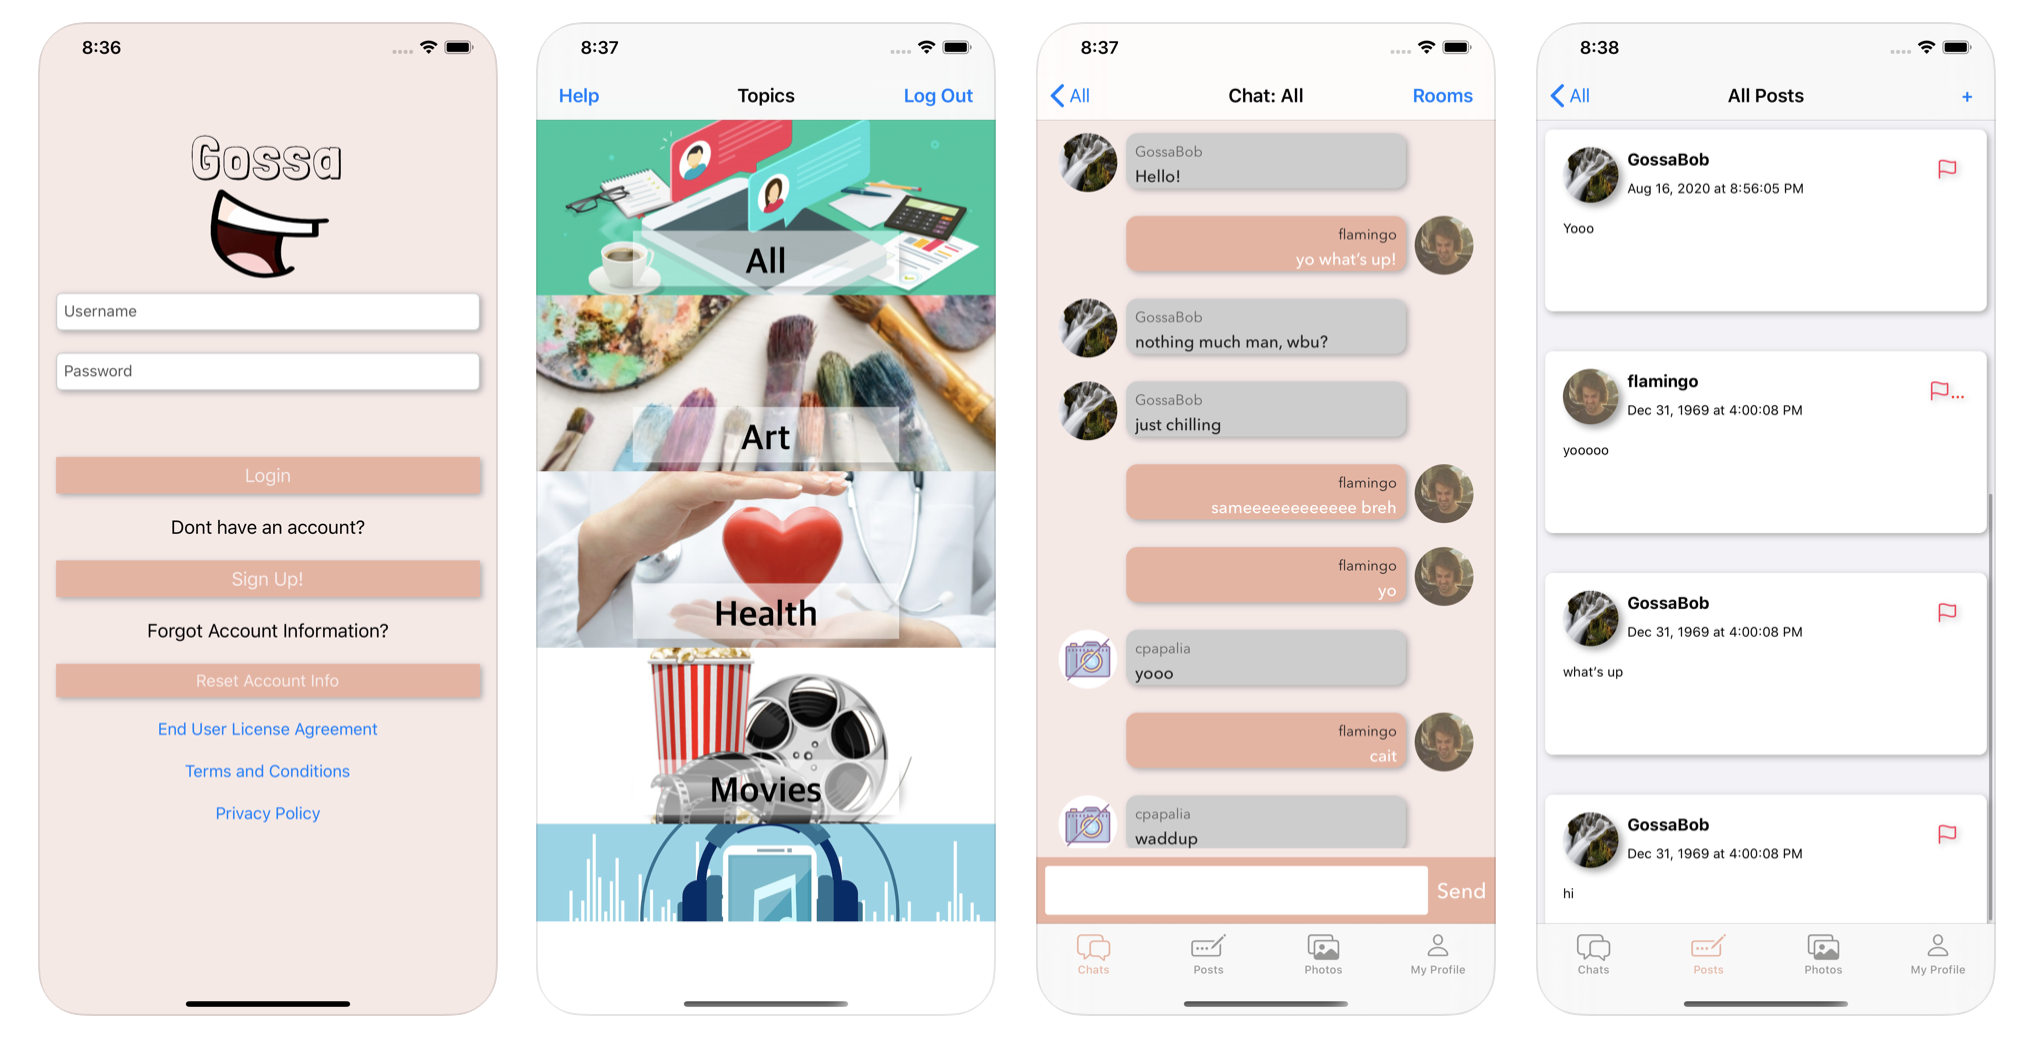 8:36
Gossa
Username
Password
Login
Dont have an account?
Sign Up!
Forgot Account Information?
Reset Account Info
End User License Agreement
Terms and Conditions
Privacy Policy
8:37
Help Topics Log Out
All
Art
Health
Movies
8:37
All Chat: All Rooms
GossaBob
Hello!
flamingo
yo what's up!
GossaBob
nothing much man, wbu?
GossaBob
just chilling
flamingo
sameeeeeeeeeeee breh
flamingo
yo
cpapalia
yooo
flamingo
cait
cpapalia
waddup
Send
Chats Posts Photos My Profile
8:38
All All Posts +
GossaBob
Aug 16, 2020 at 8:56:05 PM
Yooo
flamingo
...
Dec 31, 1969 at 4:00:08 PM
yooooo
GossaBob
Dec 31, 1969 at 4:00:08 PM
what's up
GossaBob
Dec 31, 1969 at 4:00:08 PM
hi
Chats Posts Photos My Profile